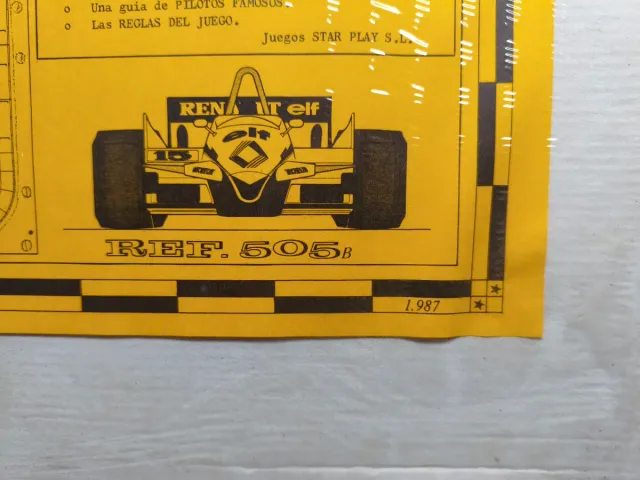 o Una guia de PILOTOS FAMOSOS.
o Las REGLAS DEL JUEGO.
Juegos STAR PLAY S.L.
RENAULT elf
elf
15
REF. 505B
1.987